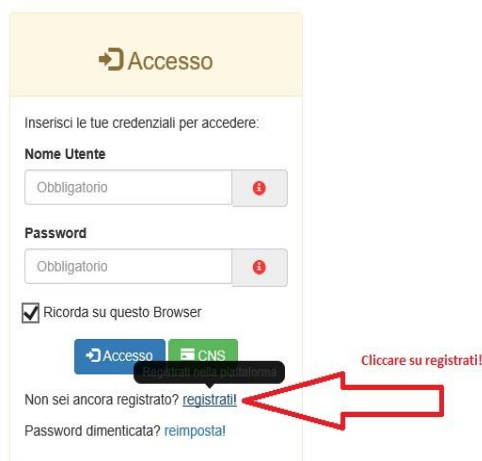 Accesso
Inserisci le tue credenziali per accedere:
Nome Utente
Obbligatorio
Password
Obbligatorio
Ricorda su questo Browser
Accesso CNS
Registrati nella piattaforma
Cliccare su registrati!
Non sei ancora registrato? registrati!
Password dimenticata? reimposta!